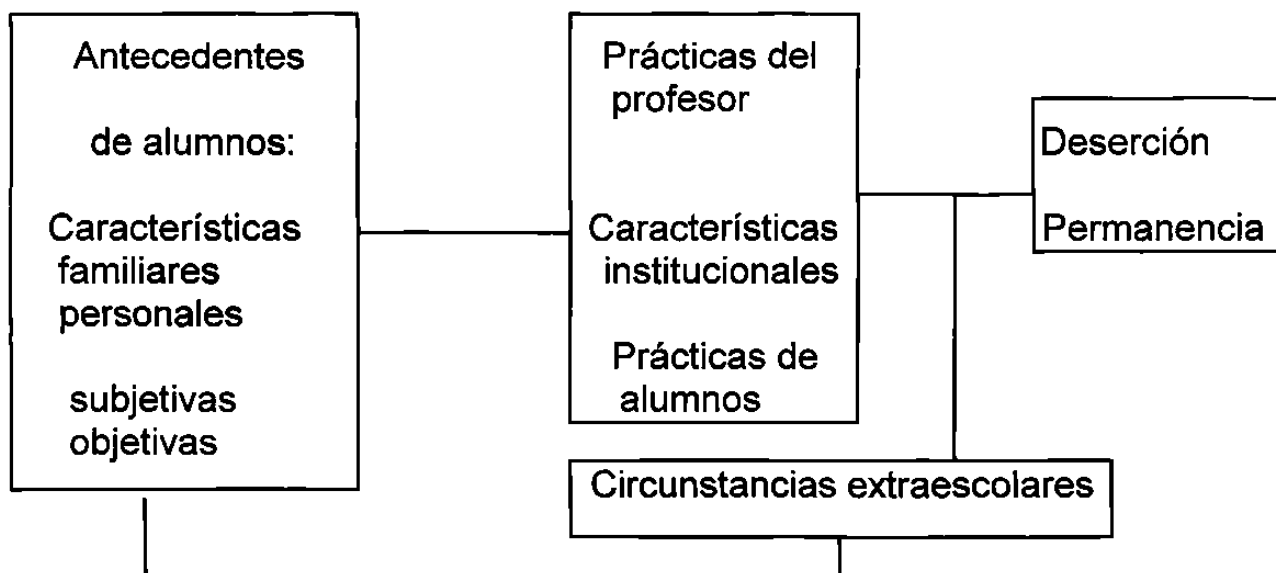 Antecedentes
de alumnos:
Características
familiares
personales
subjetivas
objetivas
Prácticas del
profesor
Características
institucionales
Prácticas de
alumnos
Deserción
Permanencia
Circunstancias extraescolares